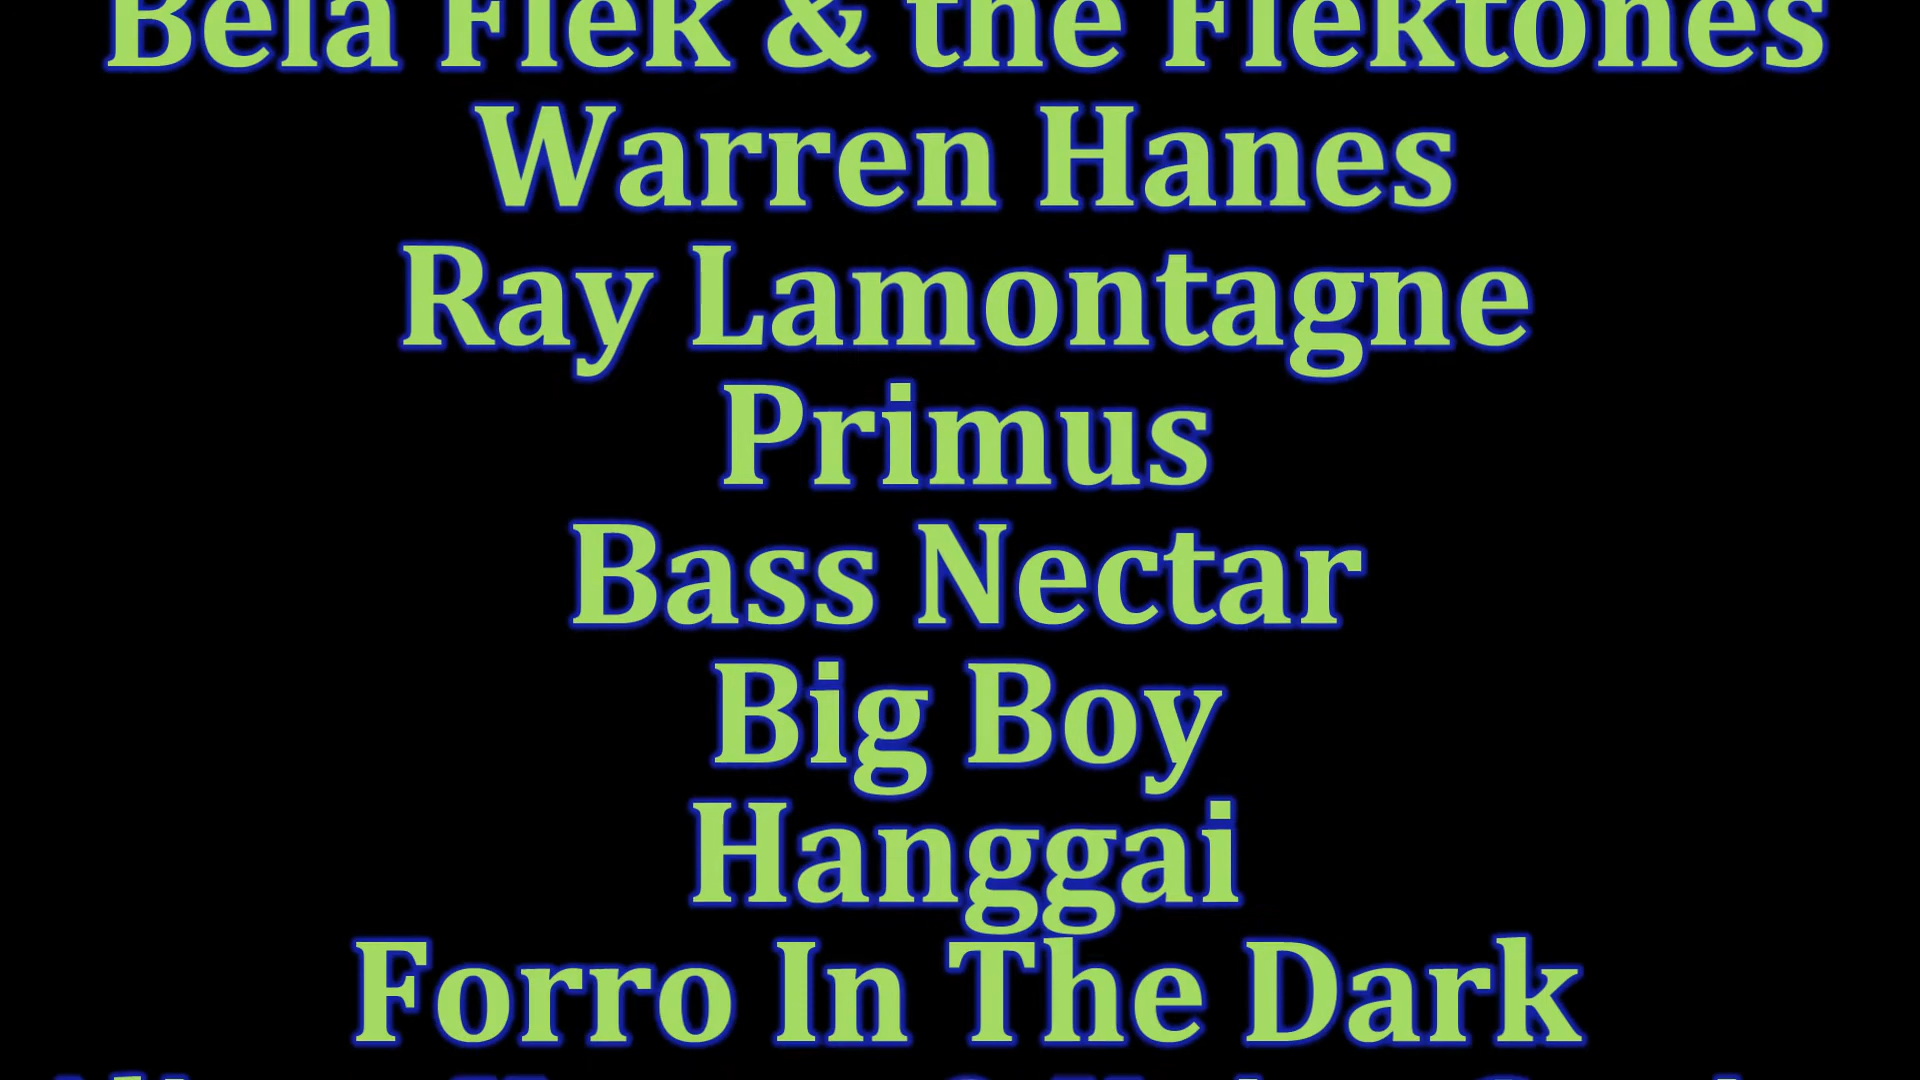 Bela Flek & the Flektones
Warren Hanes
Ray Lamontagne
Primus
Bass Nectar
Big Boy
Hanggai
Forro In The Dark